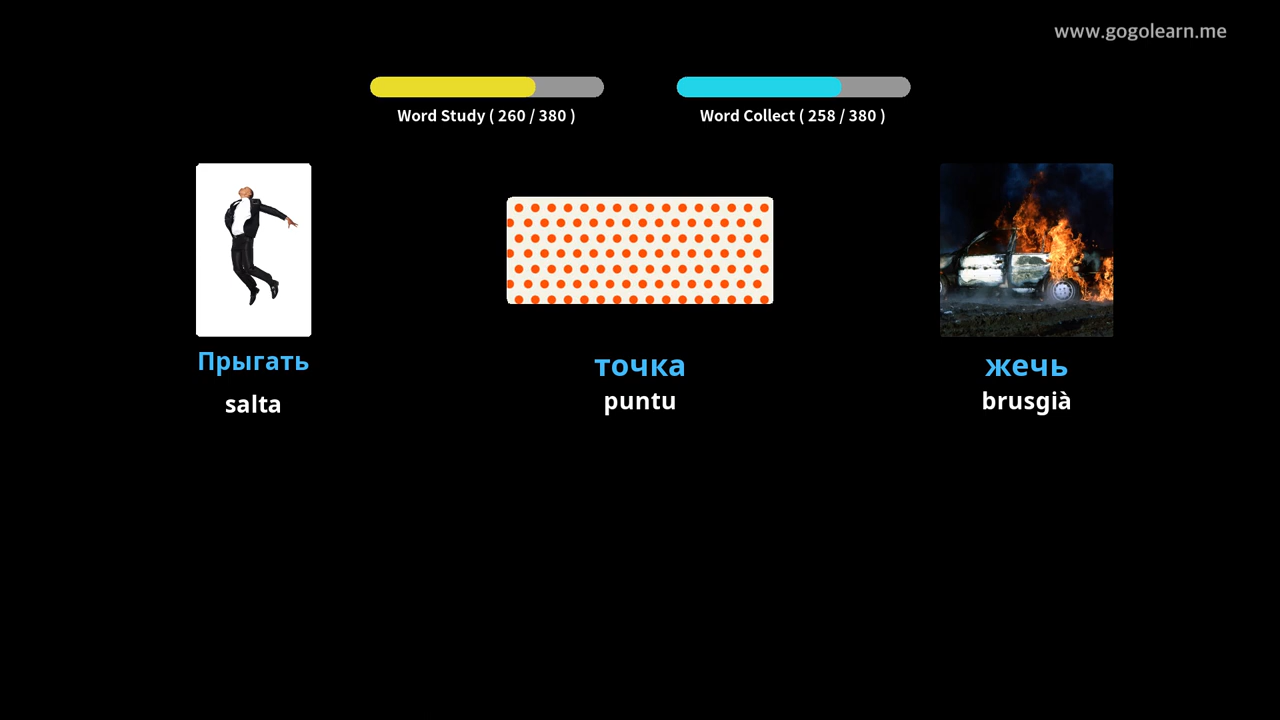 www.gogolearn.me
Word Study ( 260 / 380 )
Word Collect ( 258 / 380 )
Прыгать
salta
точка
puntu
жечь
brusgià